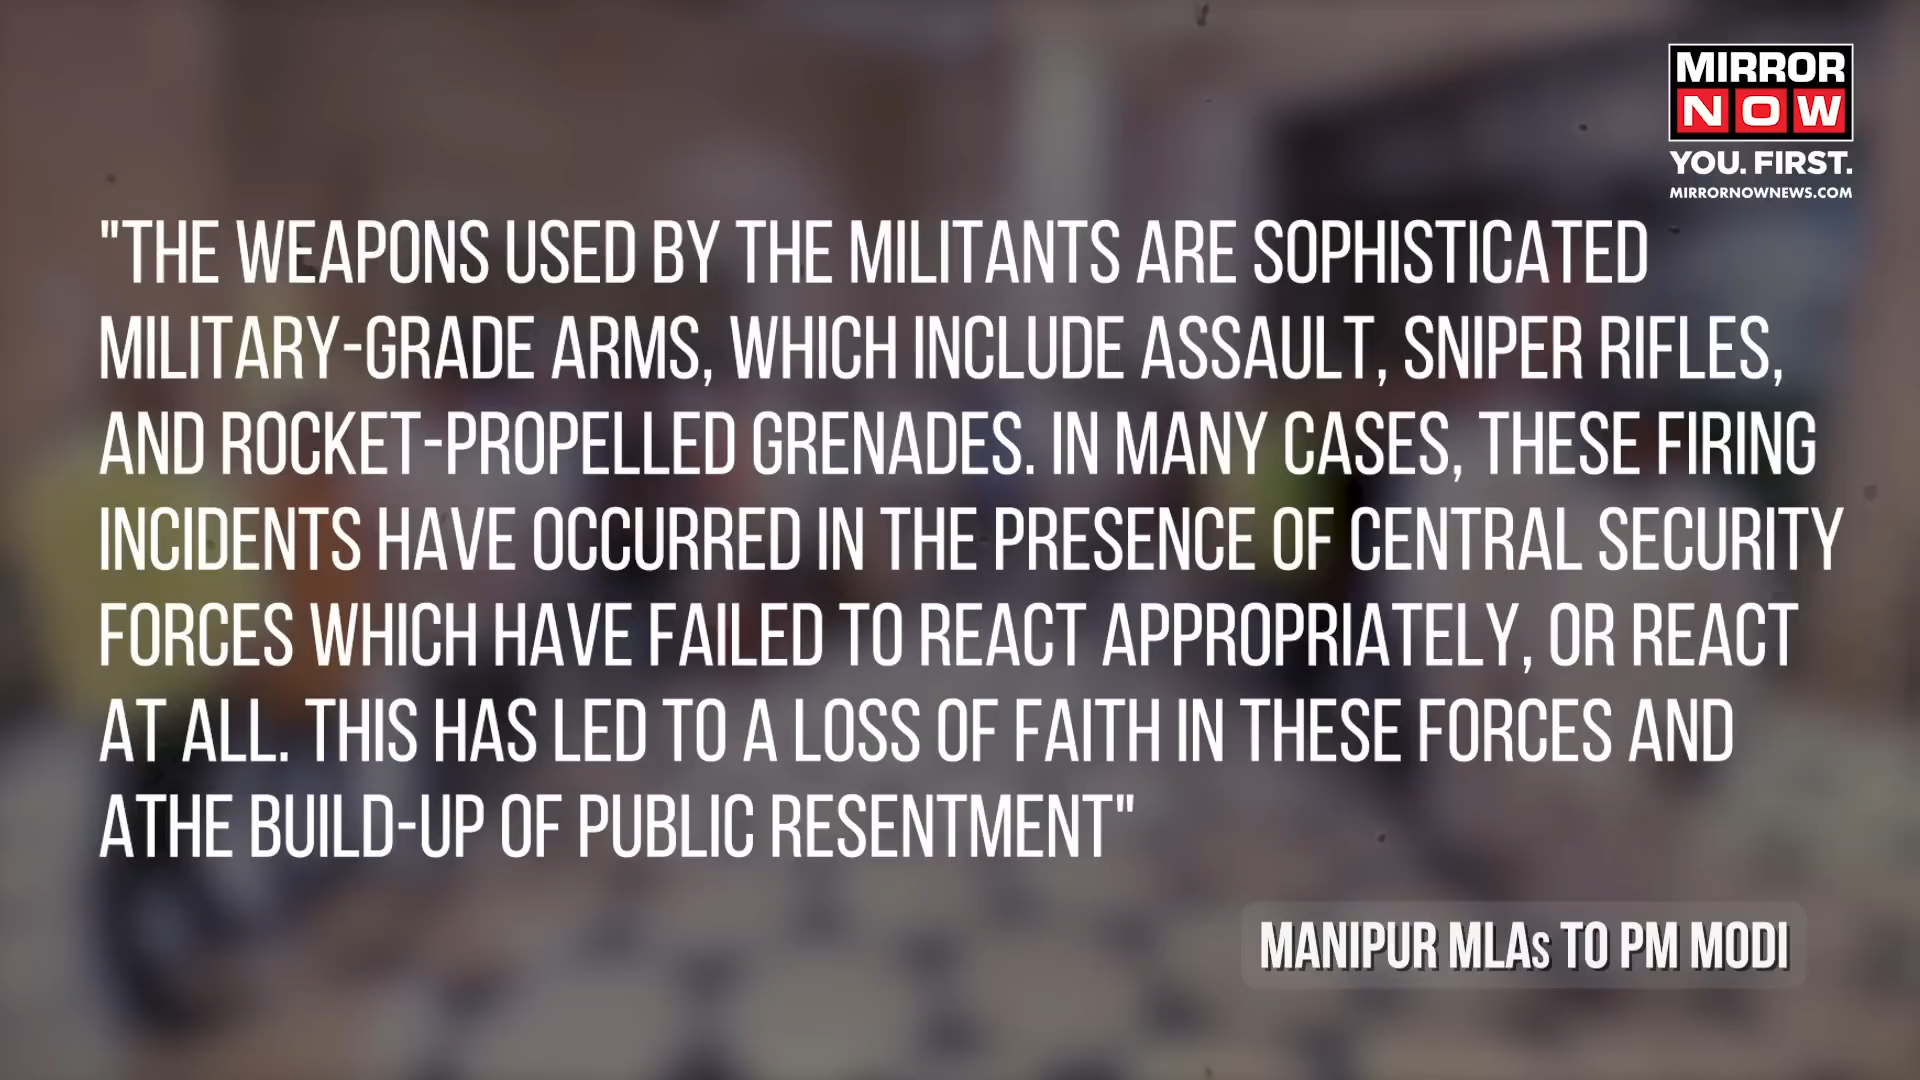 MIRROR
NOW
YOU. FIRST.
MIRRORNOWNEWS.COM
"THE WEAPONS USED BY THE MILITANTS ARE SOPHISTICATED
MILITARY-GRADE ARMS, WHICH INCLUDE ASSAULT, SNIPER RIFLES,
AND ROCKET-PROPELLED GRENADES. IN MANY CASES, THESE FIRING
INCIDENTS HAVE OCCURRED IN THE PRESENCE OF CENTRAL SECURITY
FORCES WHICH HAVE FAILED TO REACT APPROPRIATELY, OR REACT
AT ALL. THIS HAS LED TO A LOSS OF FAITH IN THESE FORCES AND
ATHE BUILD-UP OF PUBLIC RESENTMENT"
MANIPUR MLAs TO PM MODI